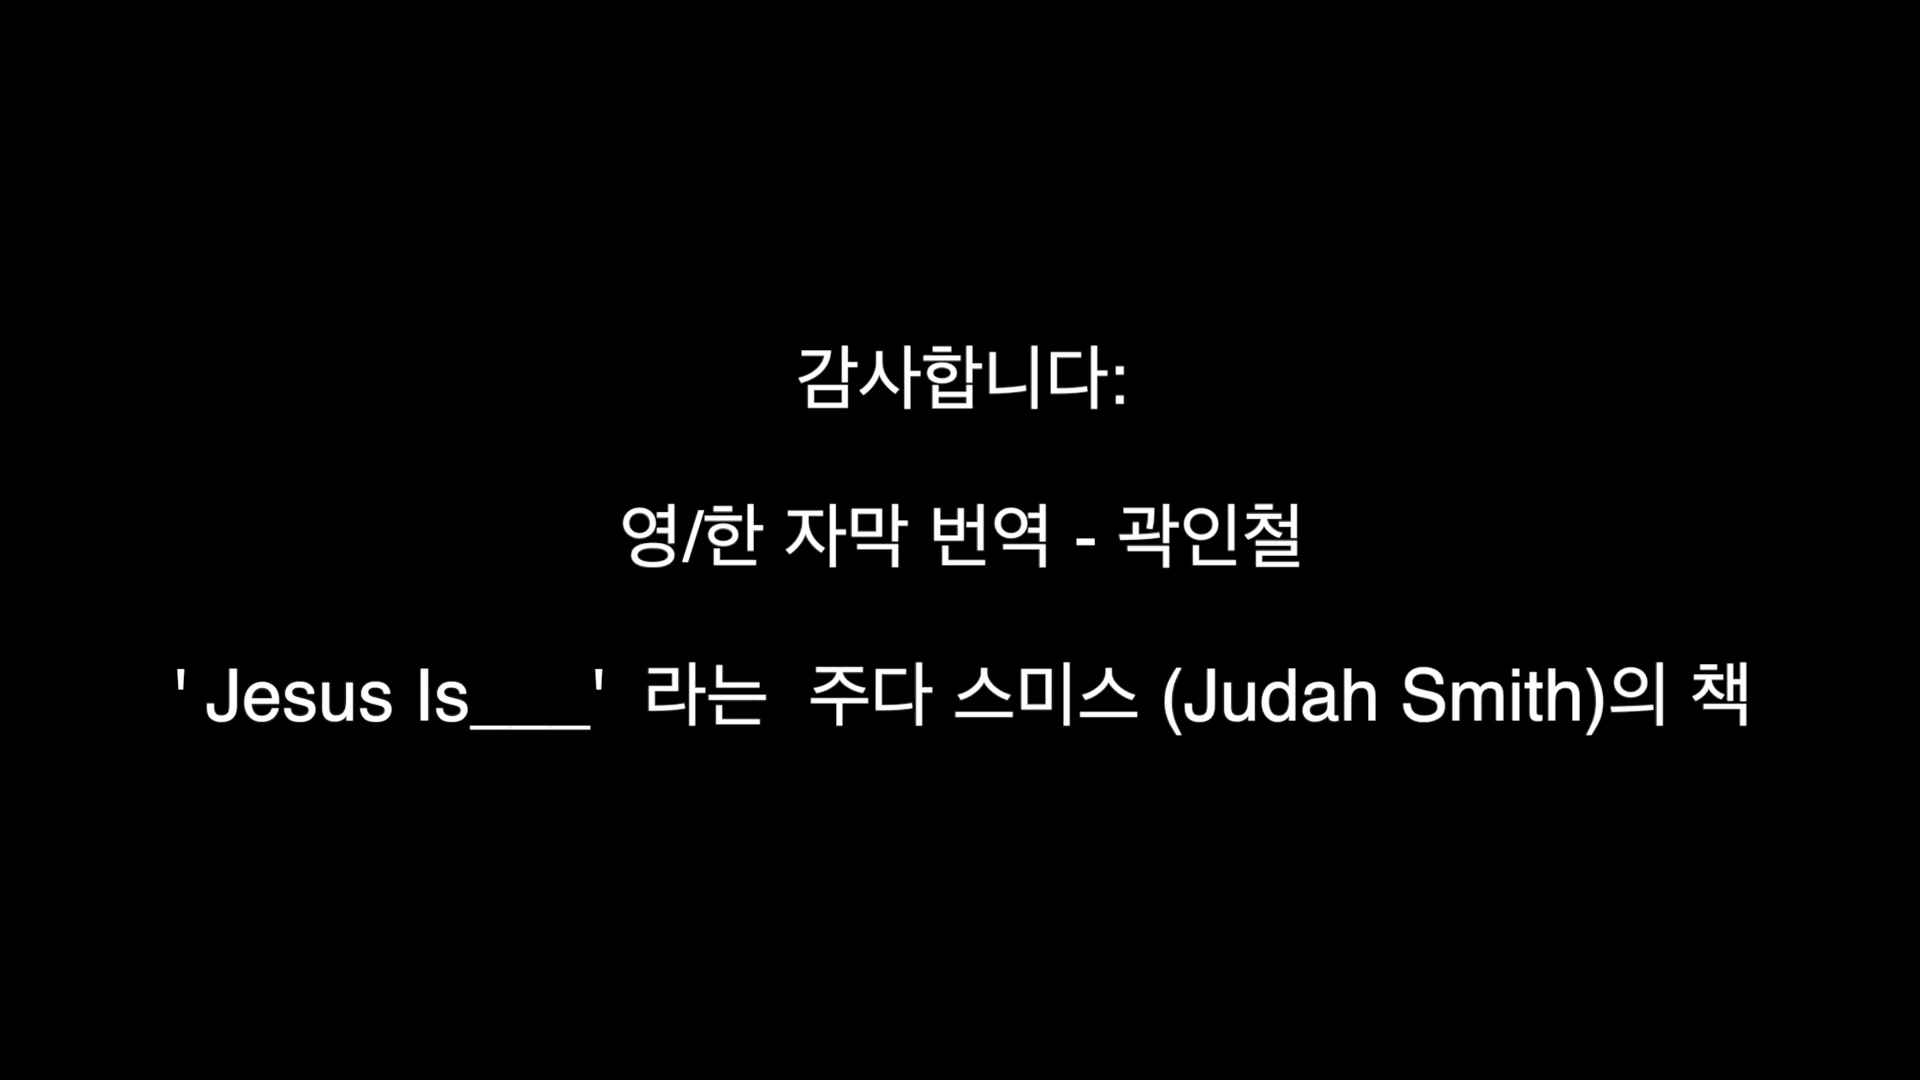 감사합니다:
영/한 자막 번역 - 곽인철
' Jesus Is___'  라는  주다 스미스 (Judah Smith)의 책